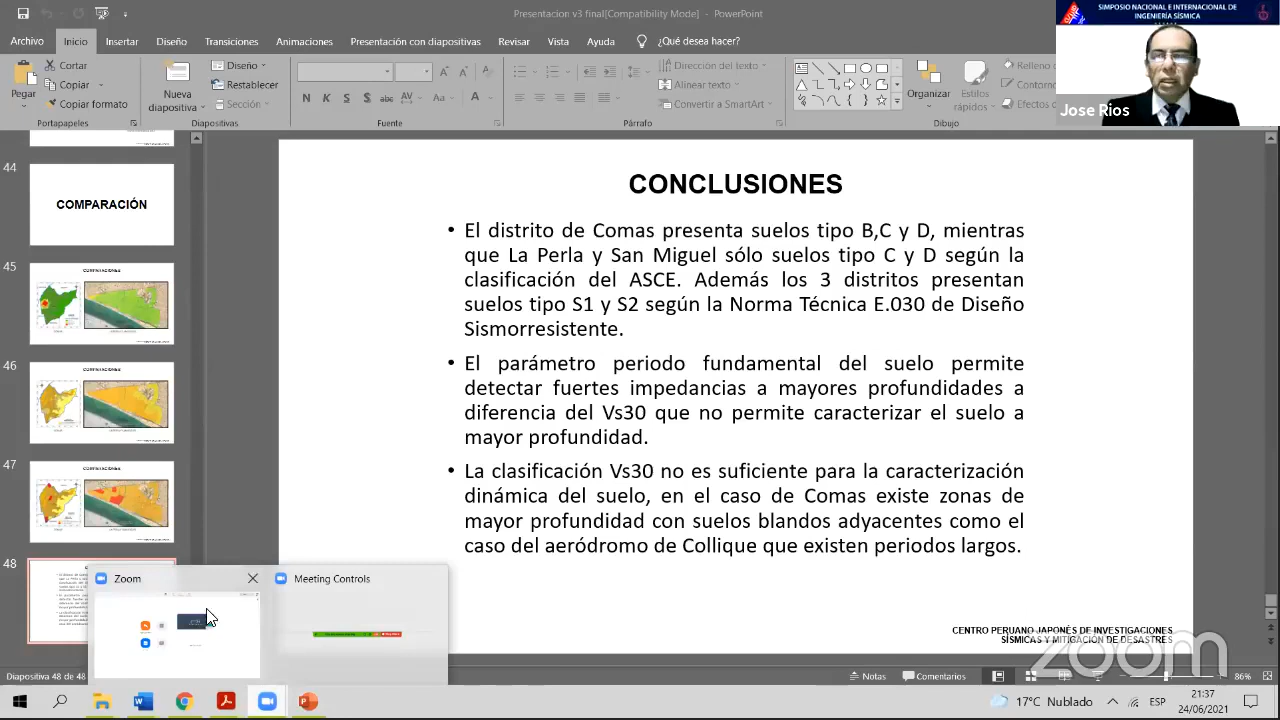 Presentacion v3 final[Compatibility Mode] - PowerPoint
SIMPOSIO NACIONAL E INTERNACIONAL DE
INGENIERÍA SÍSMICA
Archivo Inicio Insertar Diseño Transiciones Animaciones Presentación con diapositivas Revisar Vista Ayuda ¿Qué desea hacer?
Pegar
Cortar
Copiar
Copiar formato
Portapapeles
Nueva
diapositiva
Diseño
Sección
Diapositivas
N K S S abc AV Aa A
Fuente
Dirección del texto
Alinear texto
Convertir a SmartArt
Párrafo
Organizar
Estilos
rápidos
Relleno
Efectos
Dibujo
Jose Rios
44
COMPARACIÓN
45
46
47
48
CONCLUSIONES
• El distrito de Comas presenta suelos tipo B,C y D, mientras
que La Perla y San Miguel sólo suelos tipo C y D según la
clasificación del ASCE. Además los 3 distritos presentan
suelos tipo S1 y S2 según la Norma Técnica E.030 de Diseño
Sismorresistente.
• El parámetro periodo fundamental del suelo permite
detectar fuertes impedancias a mayores profundidades a
diferencia del Vs30 que no permite caracterizar el suelo a
mayor profundidad.
• La clasificación Vs30 no es suficiente para la caracterización
dinámica del suelo, en el caso de Comas existe zonas de
mayor profundidad con suelos blandos adyacentes como el
caso del aeródromo de Collique que existen periodos largos.
CENTRO PERUANO JAPONÉS DE INVESTIGACIONES
SÍSMICAS Y MITIGACIÓN DE DESASTRES
zoom
Zoom
Meeting Controls
Diapositiva 48 de 48
Notas
Comentarios
86%
17°C Nublado
ESP
21:37
24/06/2021